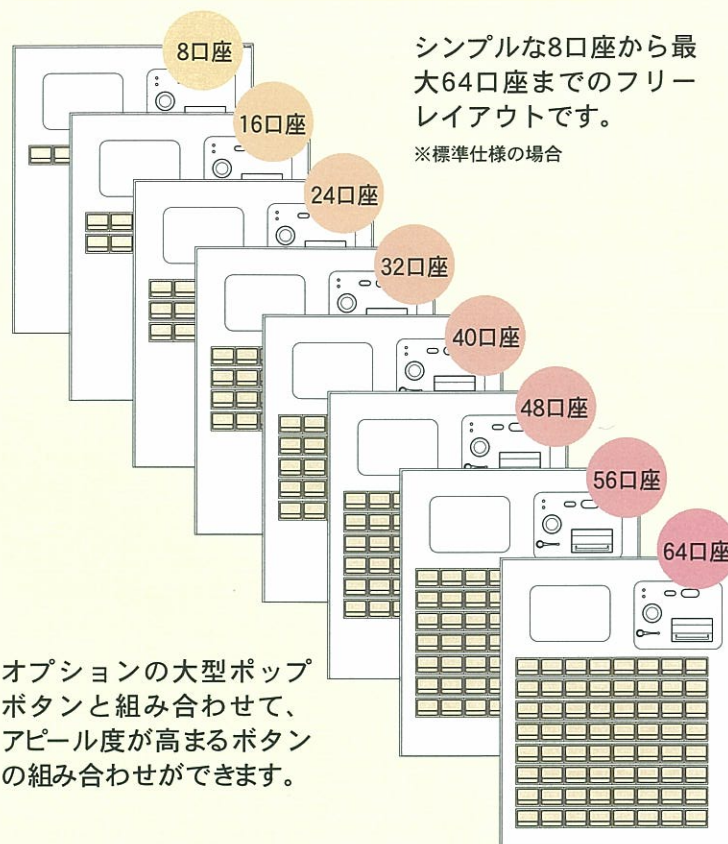 シンプルな8口座から最
大64口座までのフリー
レイアウトです。
※標準仕様の場合
8口座
16口座
24口座
32口座
40口座
48口座
56口座
64口座
オプションの大型ポップ
ボタンと組み合わせて、
アピール度が高まるボタン
の組み合わせができます。